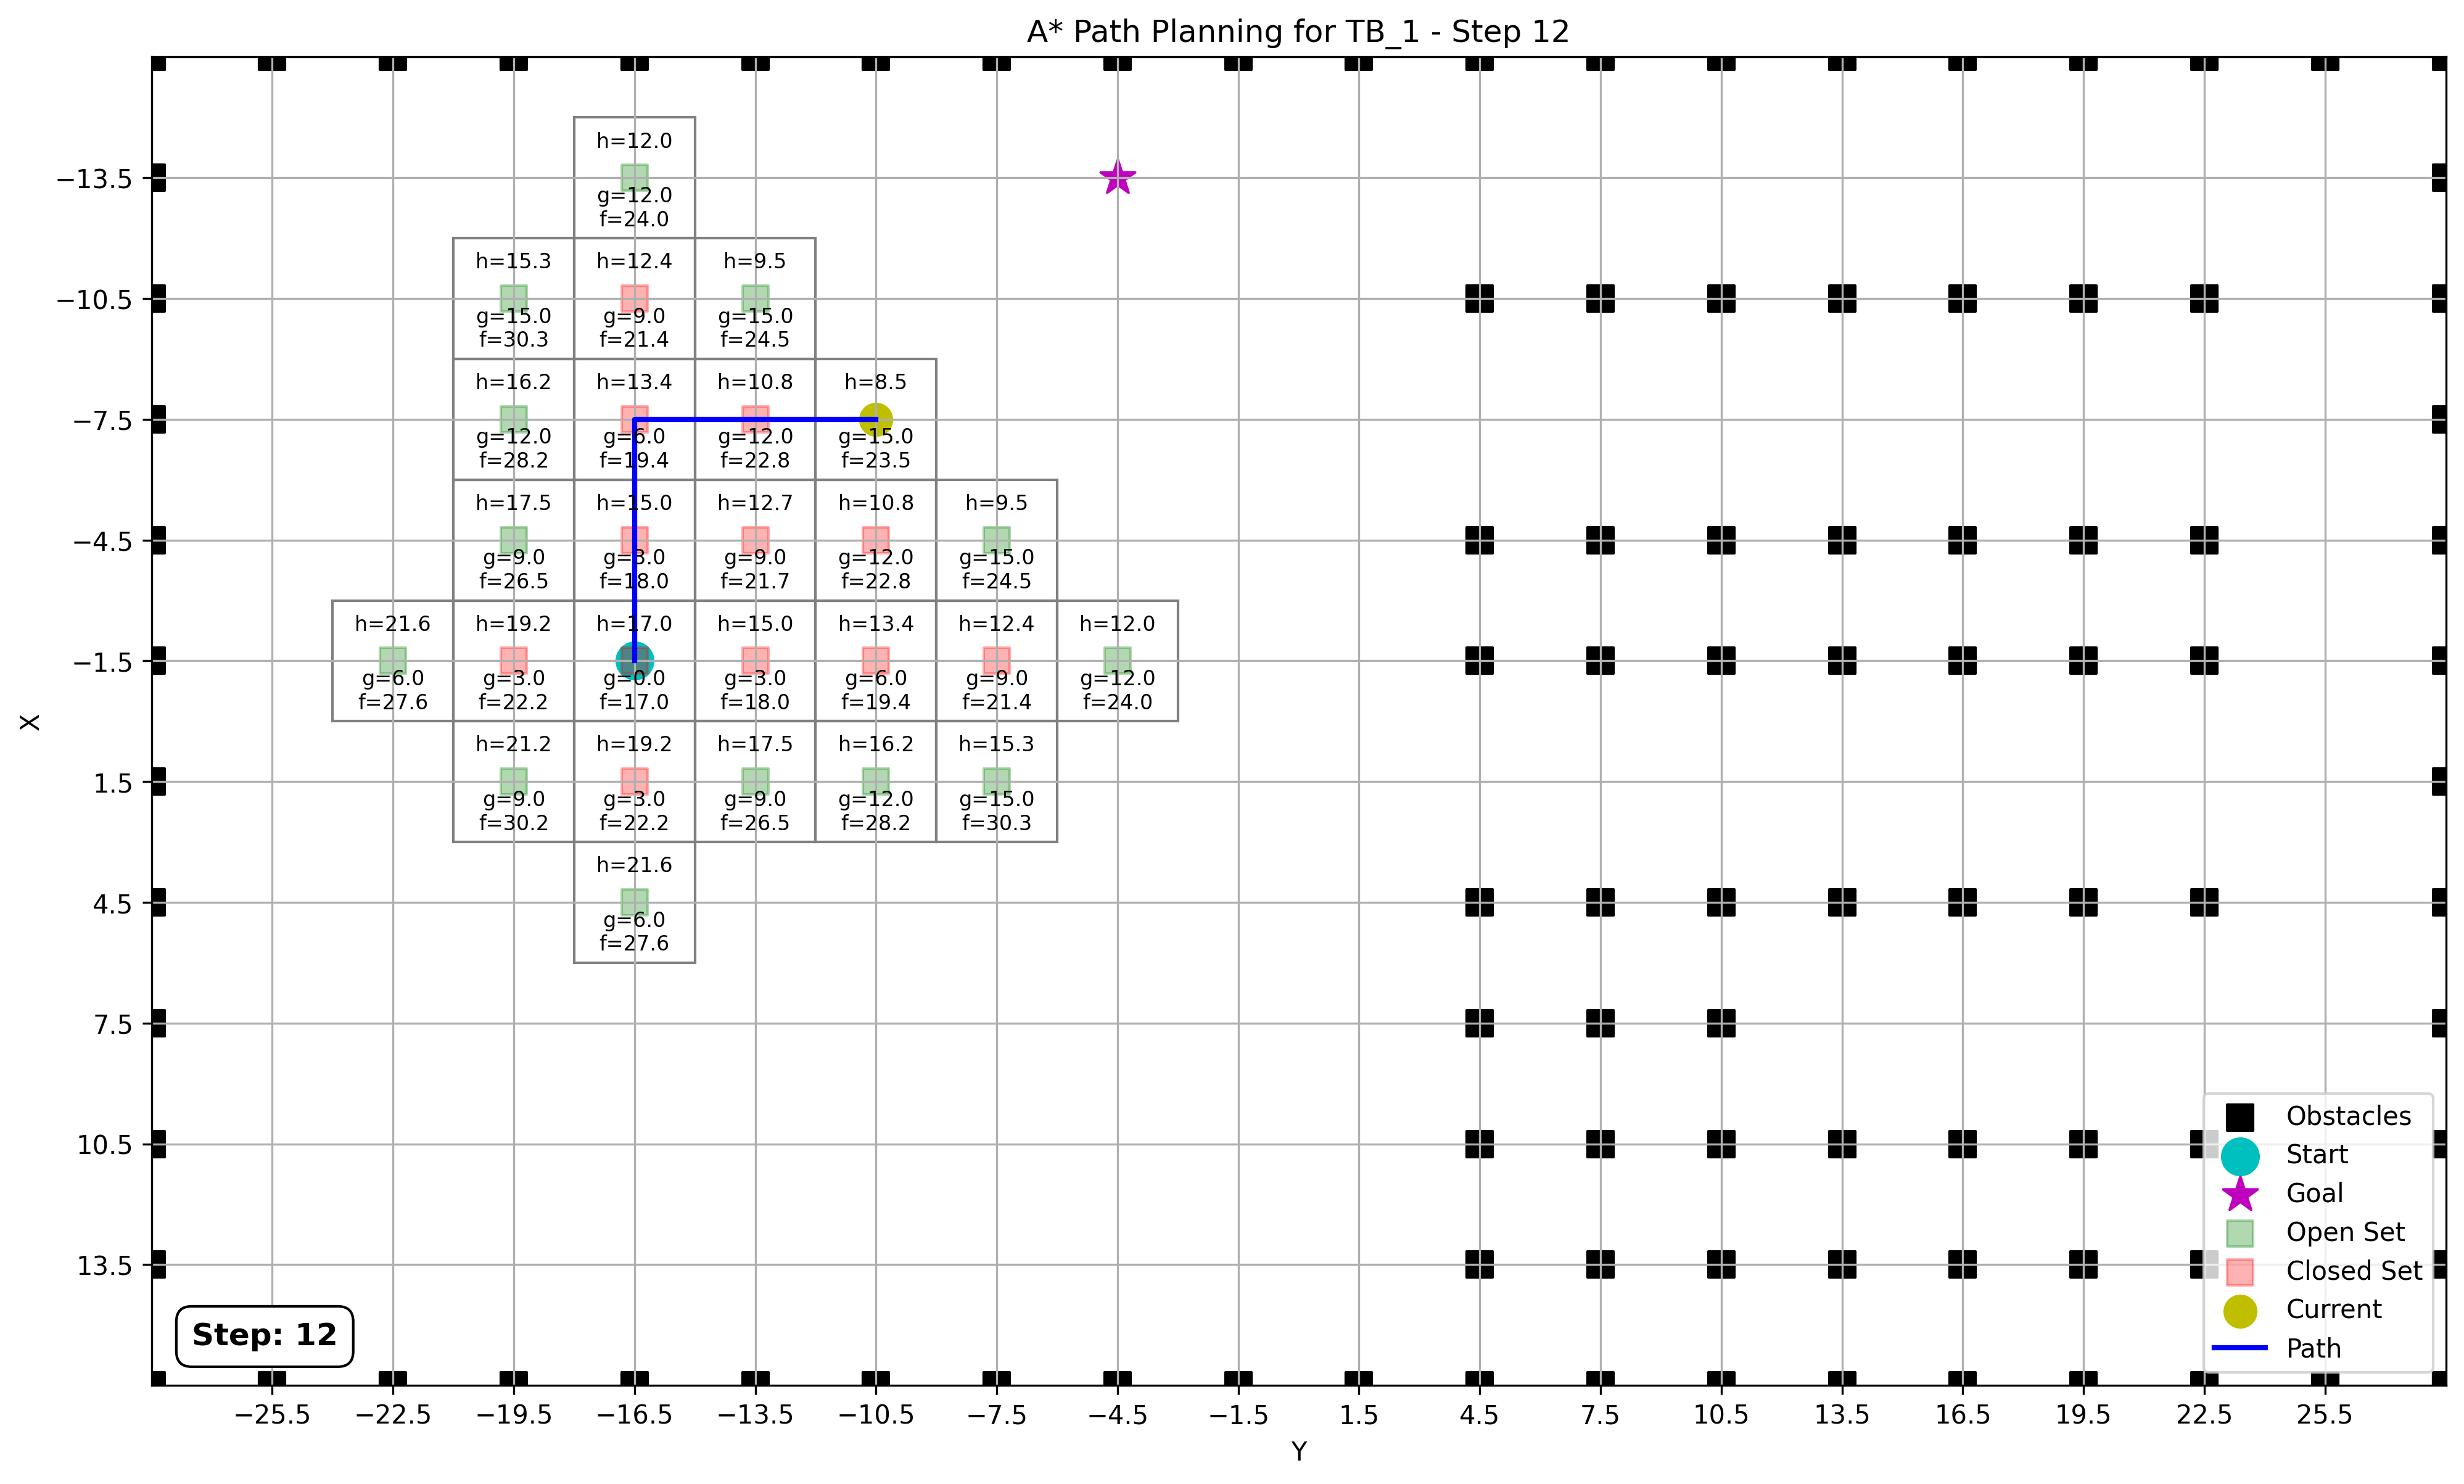 A* Path Planning for TB_1 - Step 12
h=12.0
−13.5
g=12.0
f=24.0
h=15.3 h=12.4 h=9.5
−10.5
g=15.0 g=9.0 g=15.0
f=30.3 f=21.4 f=24.5
h=16.2 h=13.4 h=10.8 h=8.5
−7.5
g=12.0 g=6.0 g=12.0 g=15.0
f=28.2 f=19.4 f=22.8 f=23.5
h=17.5 h=15.0 h=12.7 h=10.8 h=9.5
−4.5
g=9.0 g=3.0 g=9.0 g=12.0 g=15.0
f=26.5 f=18.0 f=21.7 f=22.8 f=24.5
h=21.6 h=19.2 h=17.0 h=15.0 h=13.4 h=12.4 h=12.0
−1.5
g=6.0 g=3.0 g=0.0 g=3.0 g=6.0 g=9.0 g=12.0
f=27.6 f=22.2 f=17.0 f=18.0 f=19.4 f=21.4 f=24.0
X
h=21.2 h=19.2 h=17.5 h=16.2 h=15.3
1.5
g=9.0 g=3.0 g=9.0 g=12.0 g=15.0
f=30.2 f=22.2 f=26.5 f=28.2 f=30.3
h=21.6
4.5
g=6.0
f=27.6
7.5
10.5
13.5
Obstacles
Start
Goal
Open Set
Closed Set
Current
Path
Step: 12
−25.5 −22.5 −19.5 −16.5 −13.5 −10.5 −7.5 −4.5 −1.5 1.5 4.5 7.5 10.5 13.5 16.5 19.5 22.5 25.5
Y